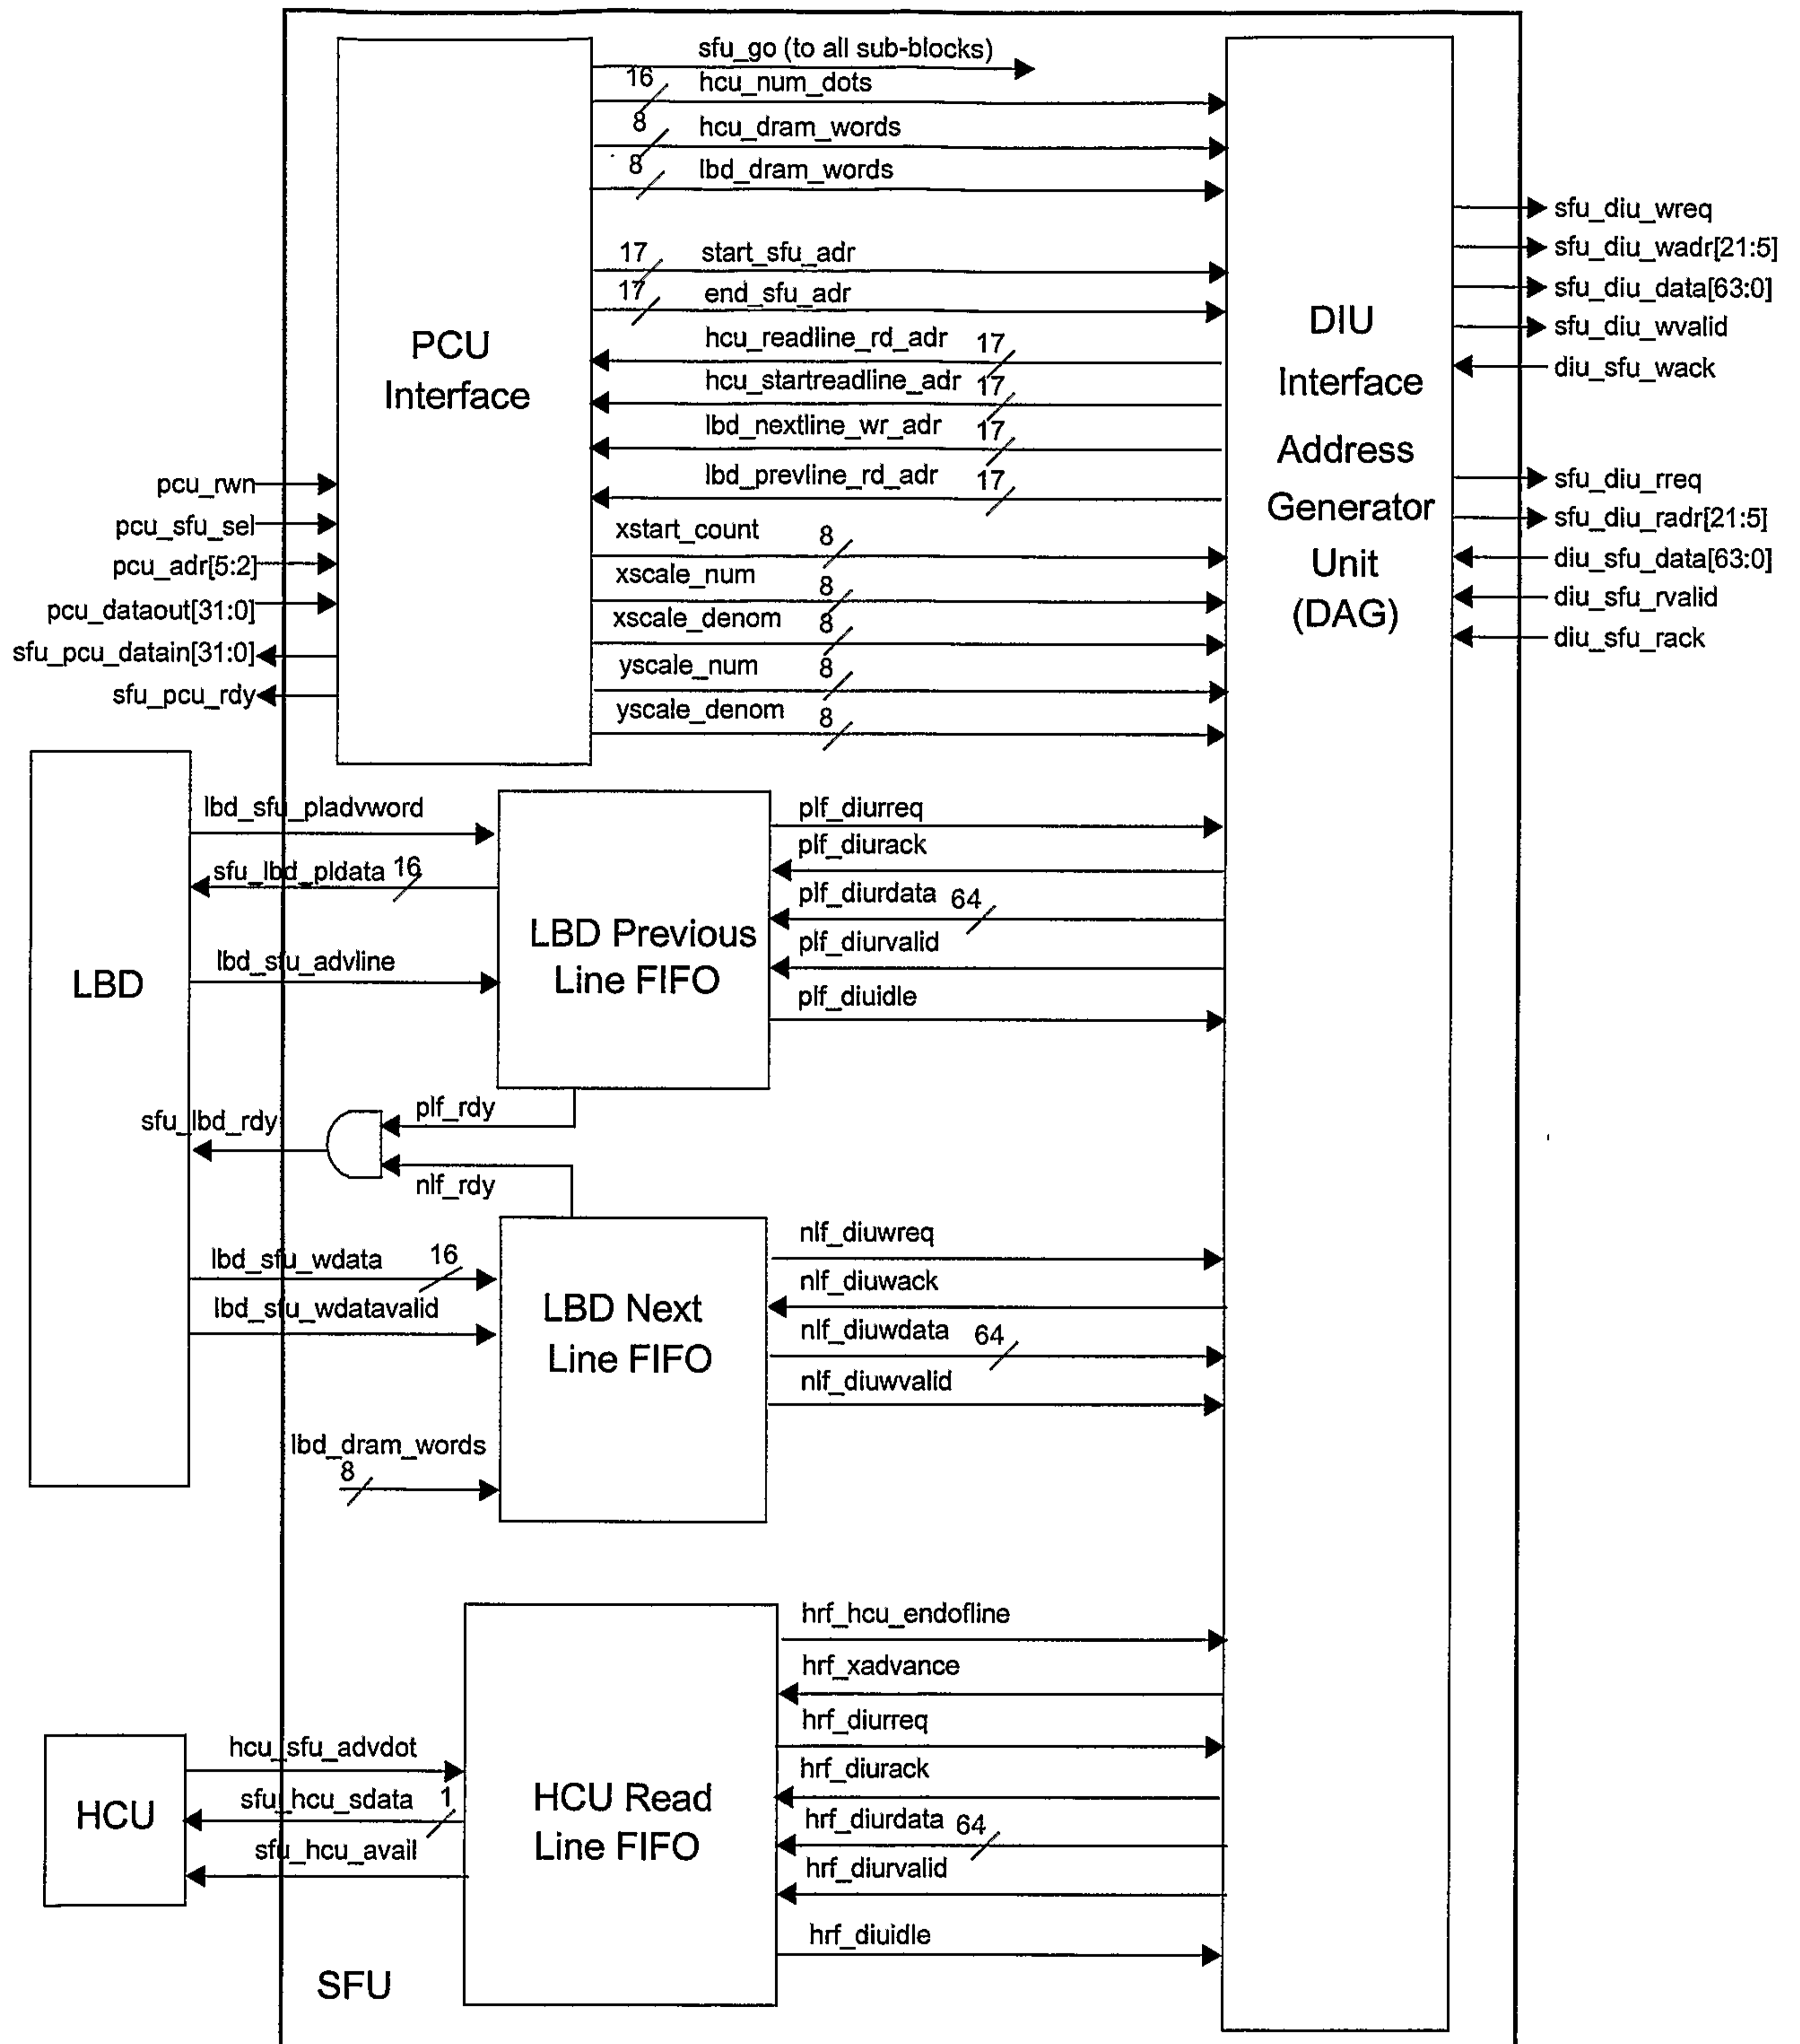 sfu_go (to all sub-blocks)
16
hcu_num_dots
8
hcu_dram_words
8
lbd_dram_words
17
start_sfu_adr
17
end_sfu_adr
hcu_readline_rd_adr
17
hcu_startreadline_adr
17
lbd_nextline_wr_adr
17
lbd_prevline_rd_adr
17
xstart_count
8
xscale_num
8
xscale_denom
8
yscale_num
8
yscale_denom
8
PCU
Interface
pcu_rwn
pcu_sfu_sel
pcu_adr[5:2]
pcu_dataout[31:0]
sfu_pcu_datain[31:0]
sfu_pcu_rdy
DIU
Interface
Address
Generator
Unit
(DAG)
sfu_diu_wreq
sfu_diu_wadr[21:5]
sfu_diu_data[63:0]
sfu_diu_wvalid
diu_sfu_wack
sfu_diu_rreq
sfu_diu_radr[21:5]
diu_sfu_data[63:0]
diu_sfu_rvalid
diu_sfu_rack
LBD
lbd_sfu_pladvword
sfu_lbd_pldata
16
lbd_sfu_advline
LBD Previous
Line FIFO
plf_diurreq
plf_diurack
plf_diurdata
64
plf_diurvalid
plf_diuidle
sfu_lbd_rdy
plf_rdy
nlf_rdy
lbd_sfu_wdata
16
lbd_sfu_wdatavalid
lbd_dram_words
8
LBD Next
Line FIFO
nlf_diuwreq
nlf_diuwack
nlf_diuwdata
64
nlf_diuwvalid
HCU
hcu_sfu_advdot
sfu_hcu_sdata
1
sfu_hcu_avail
HCU Read
Line FIFO
hrf_hcu_endofline
hrf_xadvance
hrf_diurreq
hrf_diurack
hrf_diurdata
64
hrf_diurvalid
hrf_diuidle
SFU